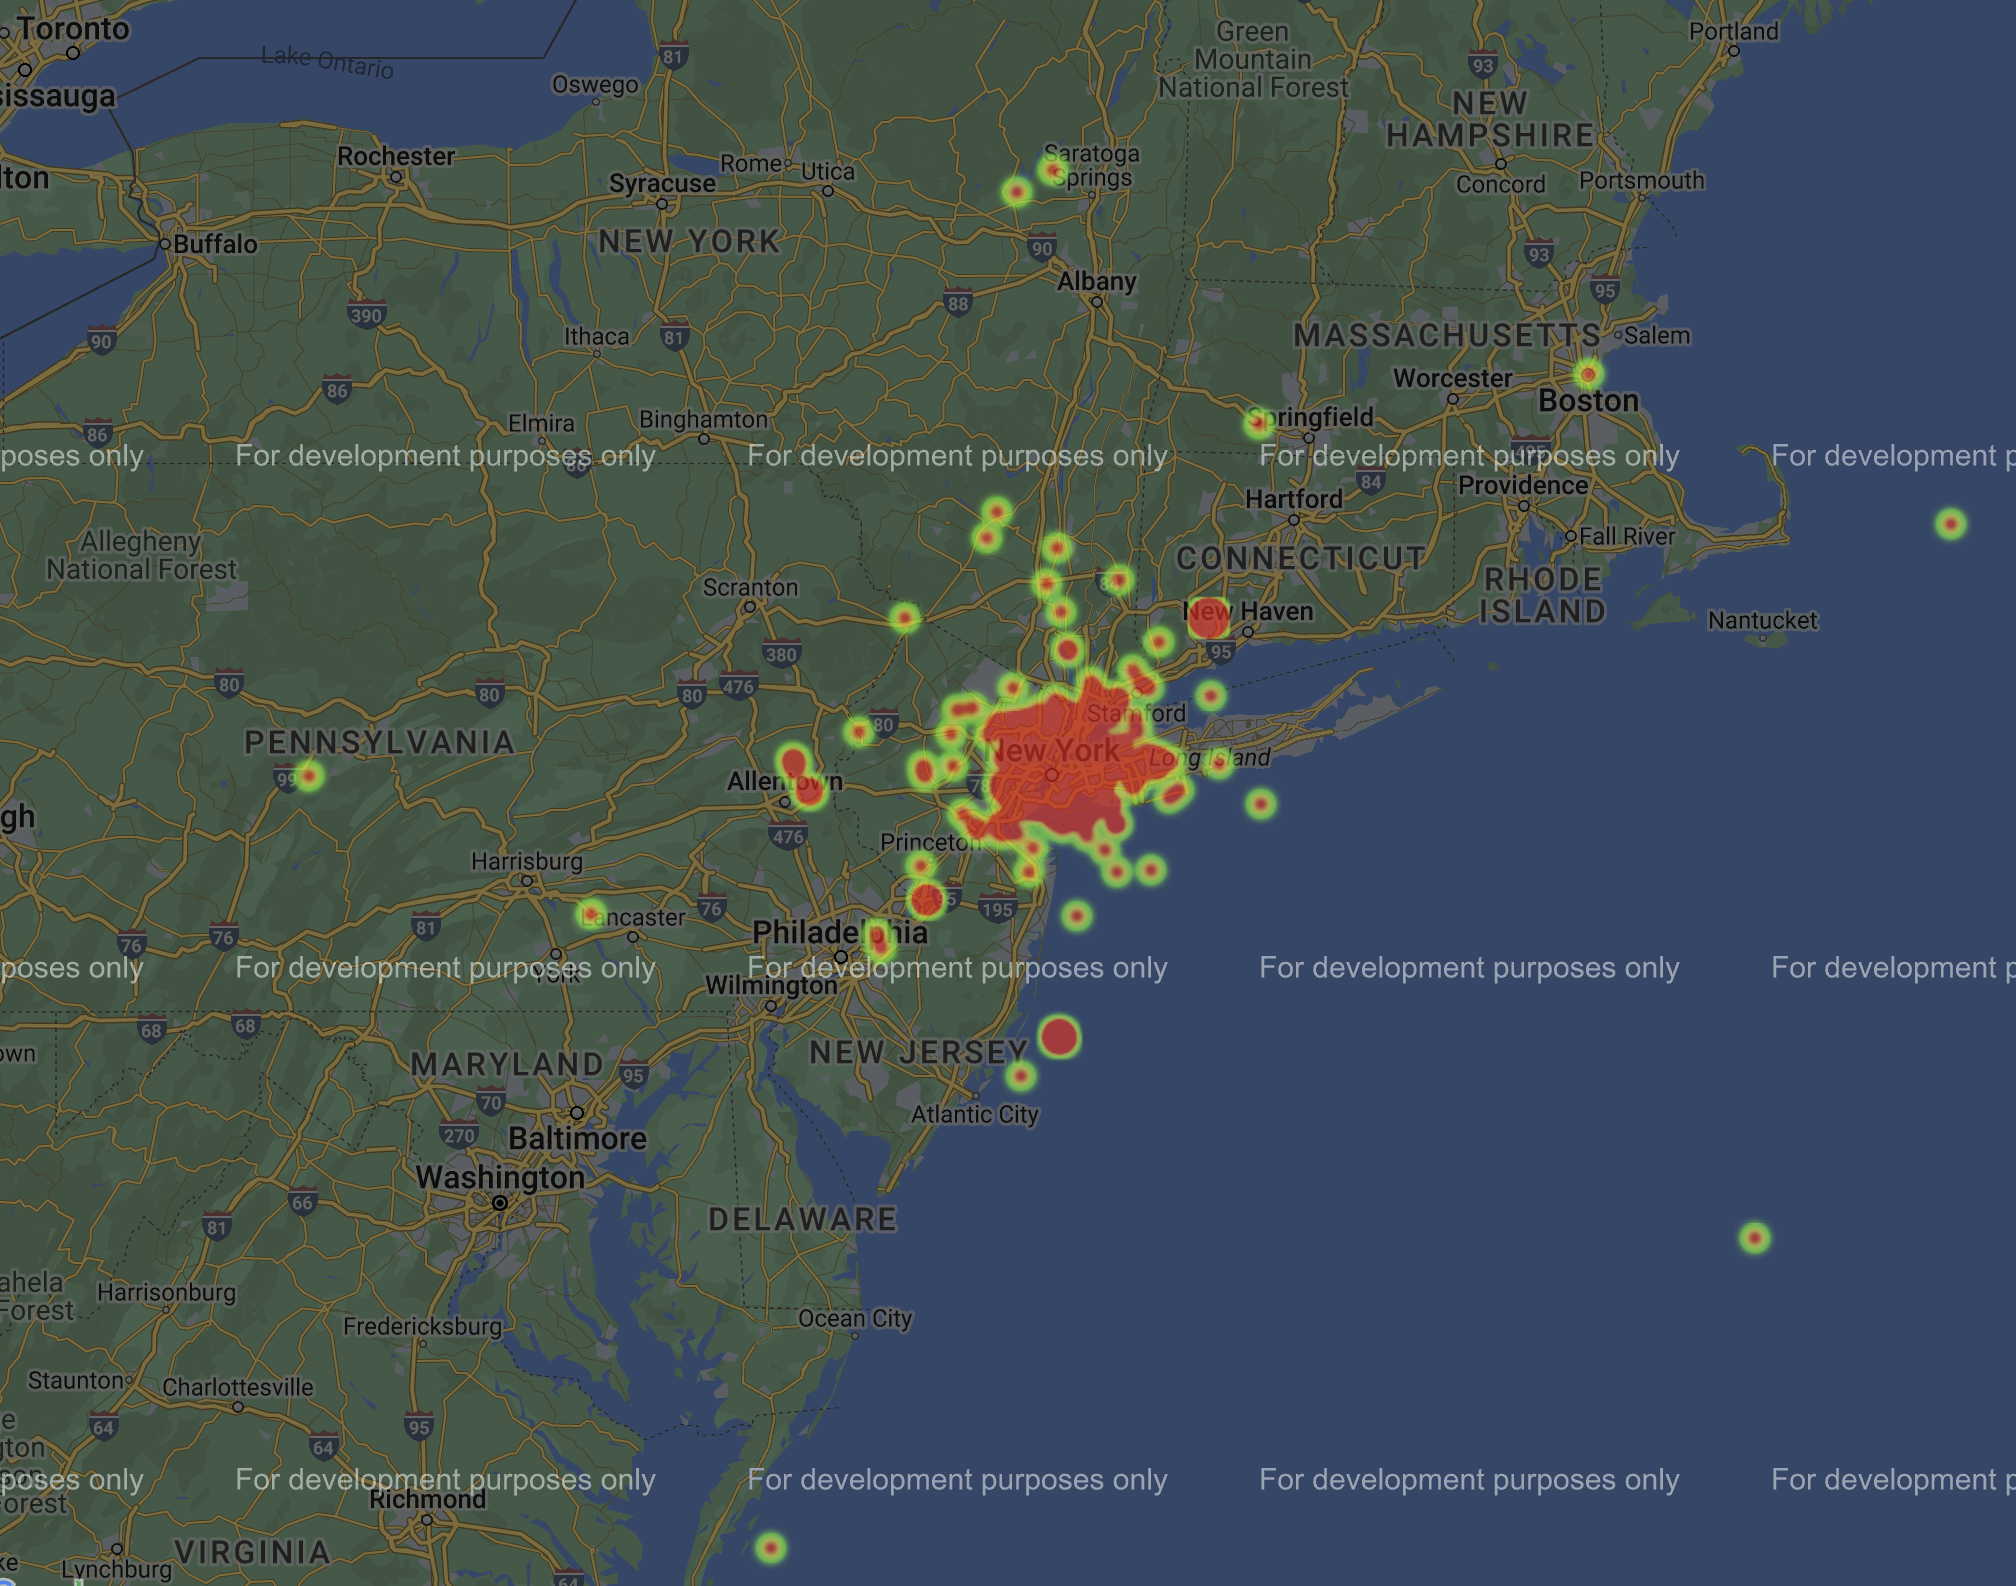 Toronto
Lake Ontario
sissauga
Oswego
81
Green
Mountain
National Forest
93
Portland
NEW
HAMPSHIRE
lton
Rochester
Rome
Utica
Syracuse
Saratoga
Springs
Concord
Portsmouth
Buffalo
NEW YORK
90
93
Albany
95
390
88
90
Ithaca
81
MASSACHUSETTS
Salem
86
Worcester
Boston
Elmira
Binghamton
Springfield
86
poses only
For development purposes only
For development purposes only
For development purposes only
For development p
86
495
84
Hartford
Providence
Allegheny
National Forest
Fall River
CONNECTICUT
Scranton
84
RHODE
ISLAND
New Haven
Nantucket
380
95
80
80
80
476
Stamford
80
PENNSYLVANIA
New York
Long Island
99
Allentown
78
gh
476
Princeton
Harrisburg
76
95
195
Lancaster
81
76
76
Philadelphia
poses only
For development purposes only
For development purposes only
For development purposes only
For development p
York
Wilmington
68
68
own
NEW JERSEY
MARYLAND
95
70
Atlantic City
270
Baltimore
Washington
66
81
DELAWARE
ahela
Forest
Harrisonburg
Fredericksburg
Ocean City
Staunton
Charlottesville
e
gton
64
95
64
poses only
For development purposes only
For development purposes only
For development purposes only
For development p
Forest
Richmond
VIRGINIA
ke
Lynchburg
64